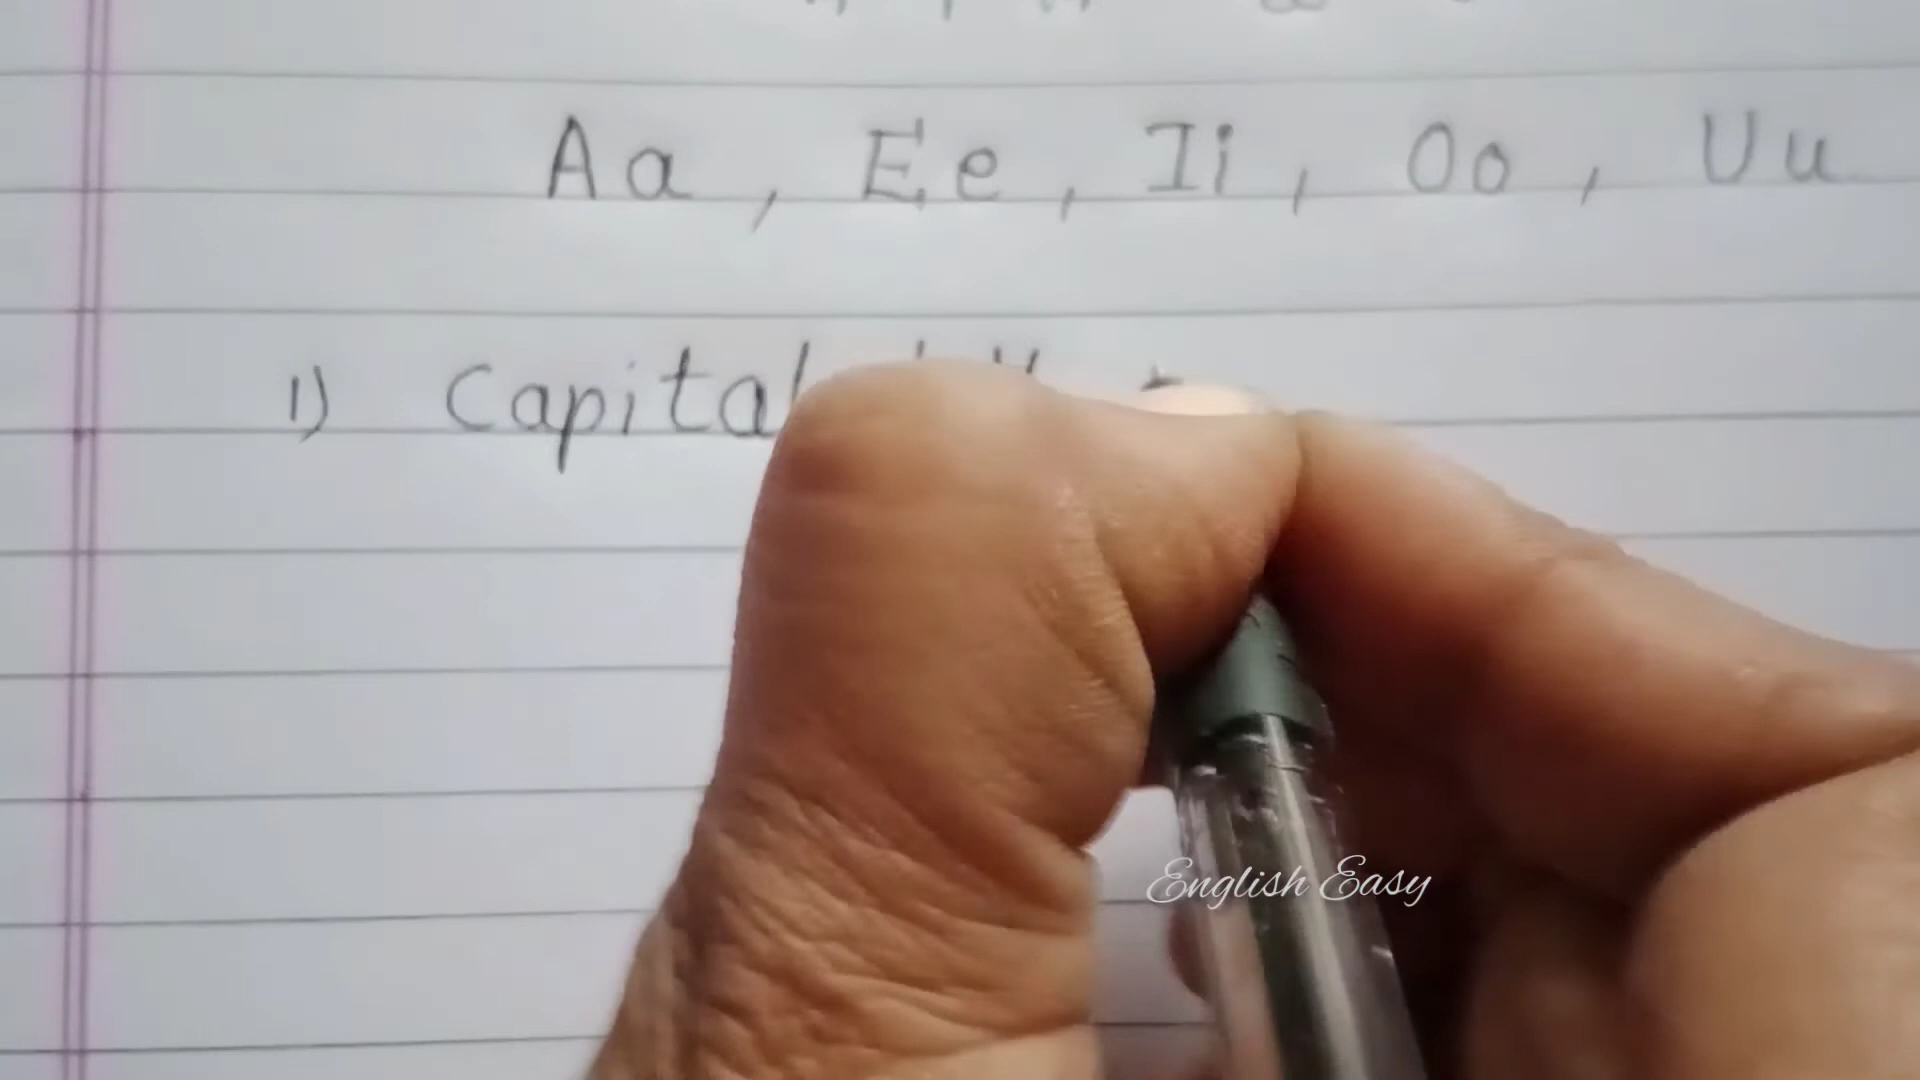 Aa , Ee , Ii , Oo , Uu
1) Capital
English Easy